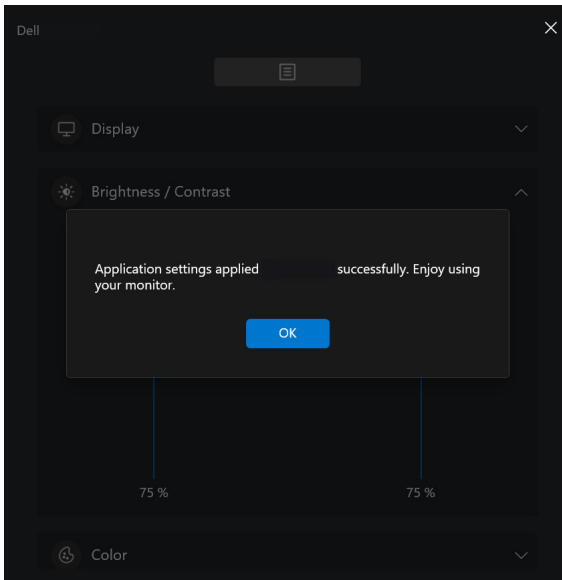 Dell
Display
Brightness / Contrast
Application settings applied successfully. Enjoy using
your monitor.
OK
75 % 75 %
Color